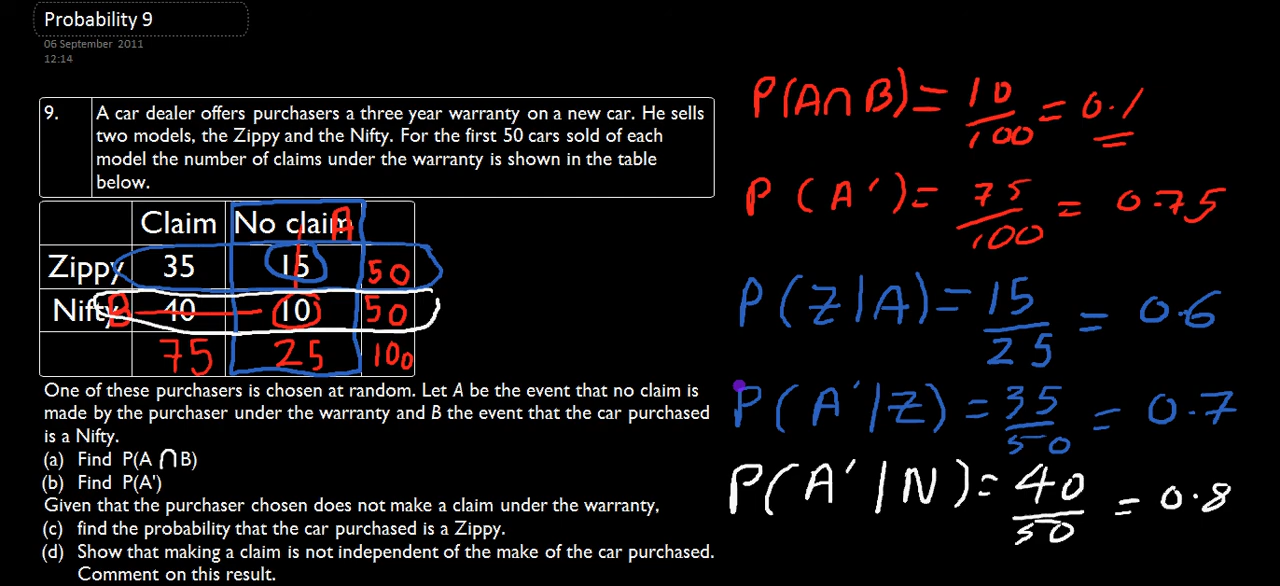 Probability 9
06 September 2011
12:14
9. A car dealer offers purchasers a three year warranty on a new car. He sells
two models, the Zippy and the Nifty. For the first 50 cars sold of each
model the number of claims under the warranty is shown in the table
below.
Claim No claim A
Zippy 35 15 50
Nifty B 40 10 50
75 25 100
One of these purchasers is chosen at random. Let A be the event that no claim is
made by the purchaser under the warranty and B the event that the car purchased
is a Nifty.
(a) Find P(A ⋂ B)
(b) Find P(A')
Given that the purchaser chosen does not make a claim under the warranty,
(c) find the probability that the car purchased is a Zippy.
(d) Show that making a claim is not independent of the make of the car purchased.
Comment on this result.
P(A∩B) = 10/100 = 0.1
P(A') = 75/100 = 0.75
P(Z|A) = 15/25 = 0.6
P(A'|Z) = 35/50 = 0.7
P(A'|N) = 40/50 = 0.8